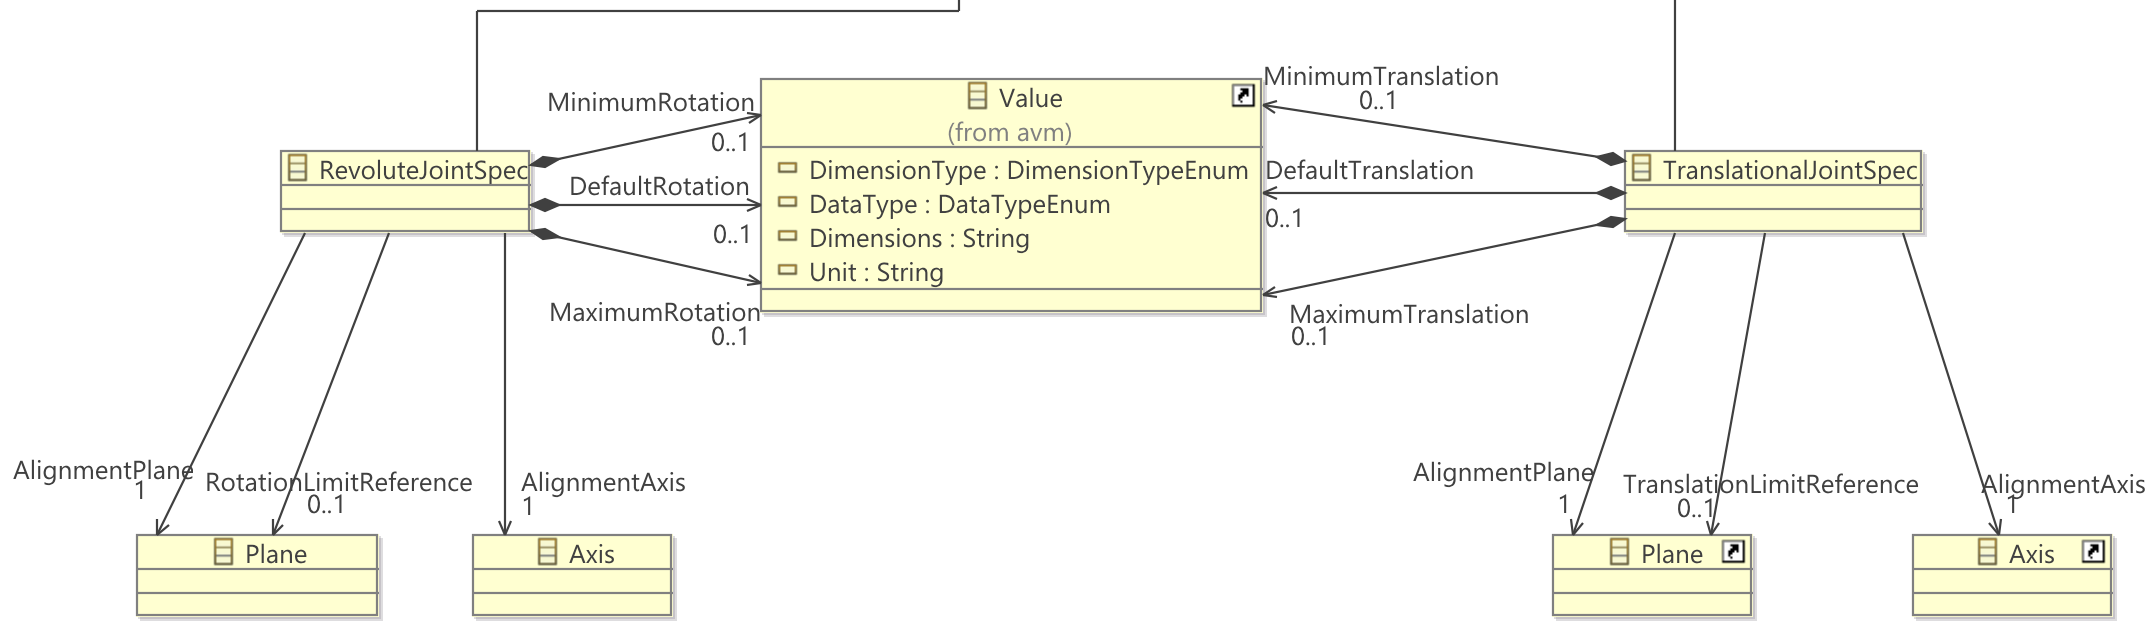 MinimumRotation
0..1
RevoluteJointSpec
DefaultRotation
0..1
MaximumRotation
0..1
Value
(from avm)
DimensionType : DimensionTypeEnum
DataType : DataTypeEnum
Dimensions : String
Unit : String
MinimumTranslation
0..1
DefaultTranslation
0..1
TranslationalJointSpec
MaximumTranslation
0..1
AlignmentPlane
1
RotationLimitReference
0..1
AlignmentAxis
1
AlignmentPlane
1
TranslationLimitReference
0..1
AlignmentAxis
1
Plane
Axis
Plane
Axis